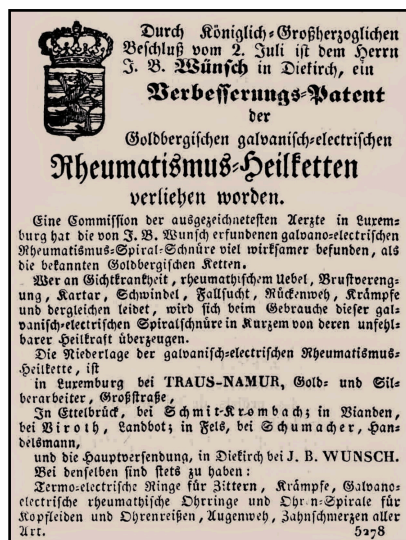 Durch Königlich-Großherzoglichen
Beschluß vom 2. Juli ist dem Herrn
J. B. Wünsch in Diekirch, ein
Verbesserungs-Patent
der
Goldbergischen galvanisch-electrischen
Rheumatismus-Heilketten
verliehen worden.
Eine Commission der ausgezeichnetesten Aerzte in Luxem-
burg hat die von J. B. Wunsch erfundenen galvano-electrischen
Rheumatismus-Spiral-Schnüre viel wirksamer befunden, als
die bekannten Goldbergischen Ketten.
Wer an Gichtkrankheit, rheumathischem Uebel, Brustvereng-
ung, Kartar, Schwindel, Fallsucht, Rückenweh, Krämpfe
und dergleichen leidet, wird sich beim Gebrauche dieser gal-
vanisch-electrischen Spiralschnüre in Kurzem von deren unfehl-
barer Heilkraft überzeugen.
Die Niederlage der galvanisch-electrischen Rheumatismus-
Heilkette, ist
in Luxemburg bei TRAUS-NAMUR, Gold- und Sil-
berarbeiter, Großstraße,
In Ettelbrück, bei Schmit-Krombach; in Vianden,
bei Viroth, Landbot; in Fels, bei Schumacher, Han-
delsmann,
und die Hauptversendung, in Diekirch bei J. B. WUNSCH.
Bei denselben sind stets zu haben:
Termo-electrische Ringe für Zittern, Krämpfe, Galvano-
electrische rheumathische Ohrringe und Ohren-Spirale für
Kopfleiden und Ohrenreißen, Augenweh, Zahnschmerzen aller
Art. 5278